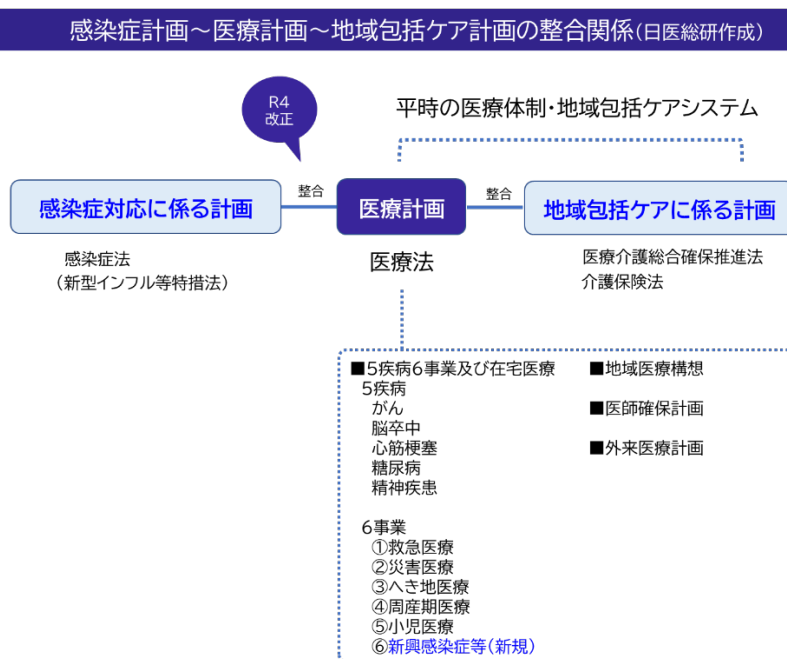 感染症計画～医療計画～地域包括ケア計画の整合関係(日医総研作成)
R4
改正
平時の医療体制・地域包括ケアシステム
感染症対応に係る計画
整合
医療計画
整合
地域包括ケアに係る計画
感染症法
(新型インフル等特措法)
医療法
医療介護総合確保推進法
介護保険法
■5疾病6事業及び在宅医療
5疾病
がん
脳卒中
心筋梗塞
糖尿病
精神疾患
6事業
①救急医療
②災害医療
③へき地医療
④周産期医療
⑤小児医療
⑥新興感染症等(新規)
■地域医療構想
■医師確保計画
■外来医療計画